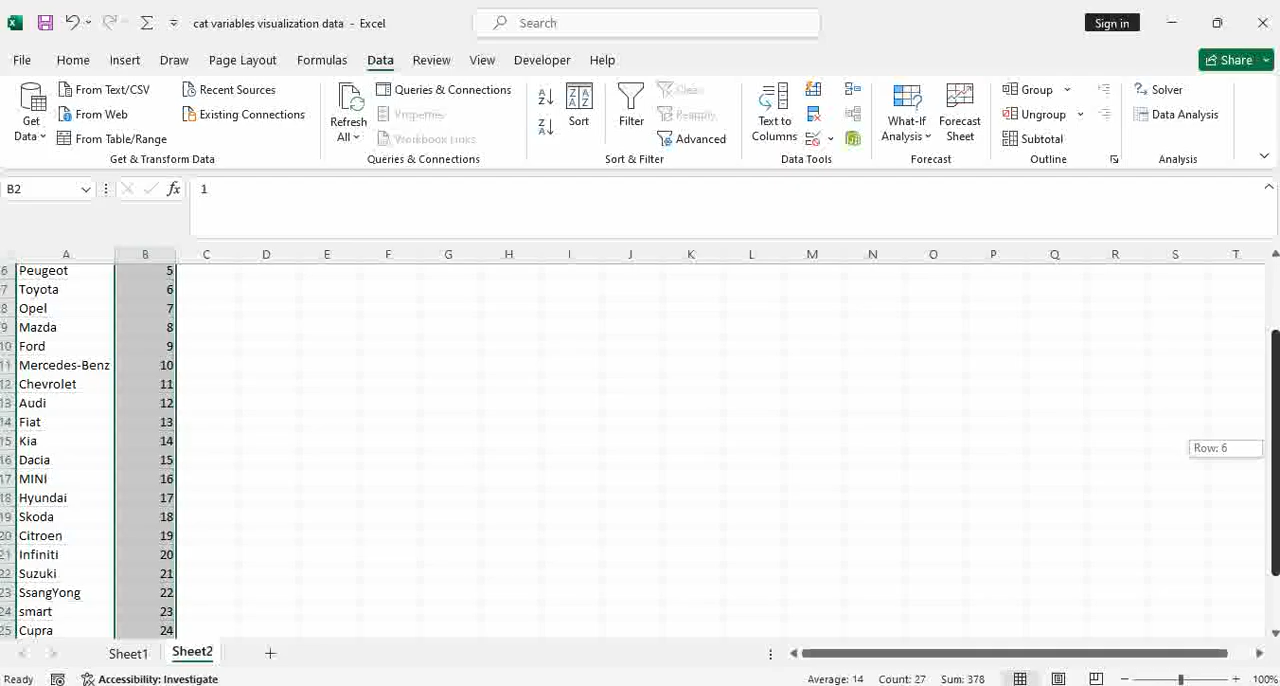 cat variables visualization data - Excel
Search
Sign in
File Home Insert Draw Page Layout Formulas Data Review View Developer Help
Share
Get Data
From Text/CSV
From Web
From Table/Range
Recent Sources
Existing Connections
Get & Transform Data
Refresh All
Queries & Connections
Properties
Workbook Links
Queries & Connections
Sort
Filter
Clear
Reapply
Advanced
Sort & Filter
Text to Columns
Data Tools
What-If Analysis
Forecast Sheet
Forecast
Group
Ungroup
Subtotal
Outline
Solver
Data Analysis
Analysis
B2
fx
1
A B C D E F G H I J K L M N O P Q R S T
6 Peugeot 5
7 Toyota 6
8 Opel 7
9 Mazda 8
10 Ford 9
11 Mercedes-Benz 10
12 Chevrolet 11
13 Audi 12
14 Fiat 13
15 Kia 14
Row: 6
16 Dacia 15
17 MINI 16
18 Hyundai 17
19 Skoda 18
20 Citroen 19
21 Infiniti 20
22 Suzuki 21
23 SsangYong 22
24 smart 23
25 Cupra 24
Sheet1 Sheet2
Ready
Accessibility: Investigate
Average: 14 Count: 27 Sum: 378
100%